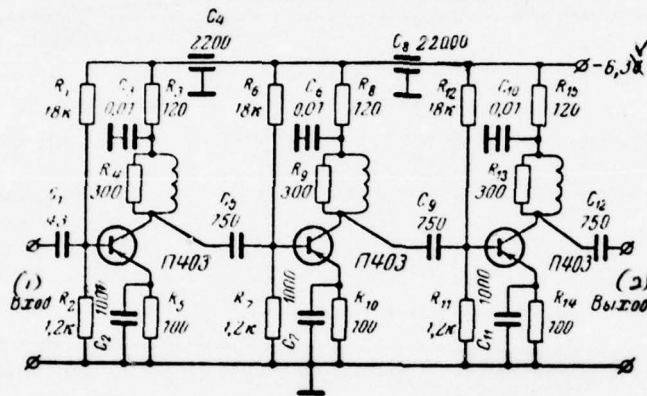 C4
2200
C8 22000
-6,3в
R1
18к
C3
0,01
R3
120
R6
18к
C6
0,01
R8
120
R12
18к
C10
0,01
R15
120
R4
300
R9
300
R13
300
C1
4,3
C5
750
C9
750
C12
750
П403
П403
П403
(1)
Вход
(2)
Выход
R2
1,2к
1000
C2
R5
100
R7
1,2к
1000
C7
R10
100
R11
1,2к
1000
C11
R14
100